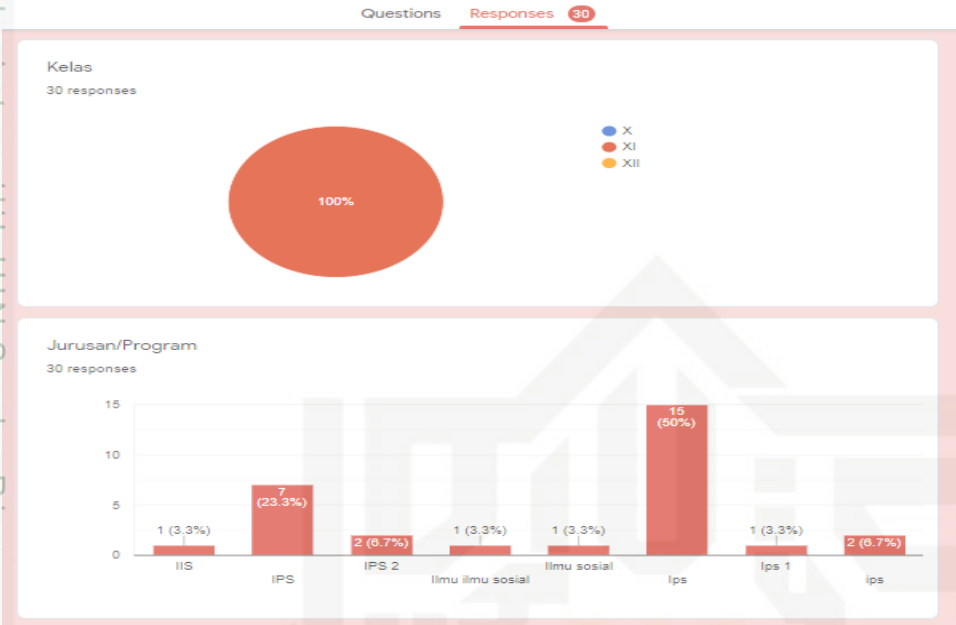 Questions Responses 30
Kelas
30 responses
X
XI
XII
100%
Jurusan/Program
30 responses
15
10
5
0
1 (3.3%)
7
(23.3%)
2 (6.7%)
1 (3.3%)
1 (3.3%)
15
(50%)
1 (3.3%)
2 (6.7%)
IIS
IPS
IPS 2
Ilmu ilmu sosial
Ilmu sosial
Ips
Ips 1
ips